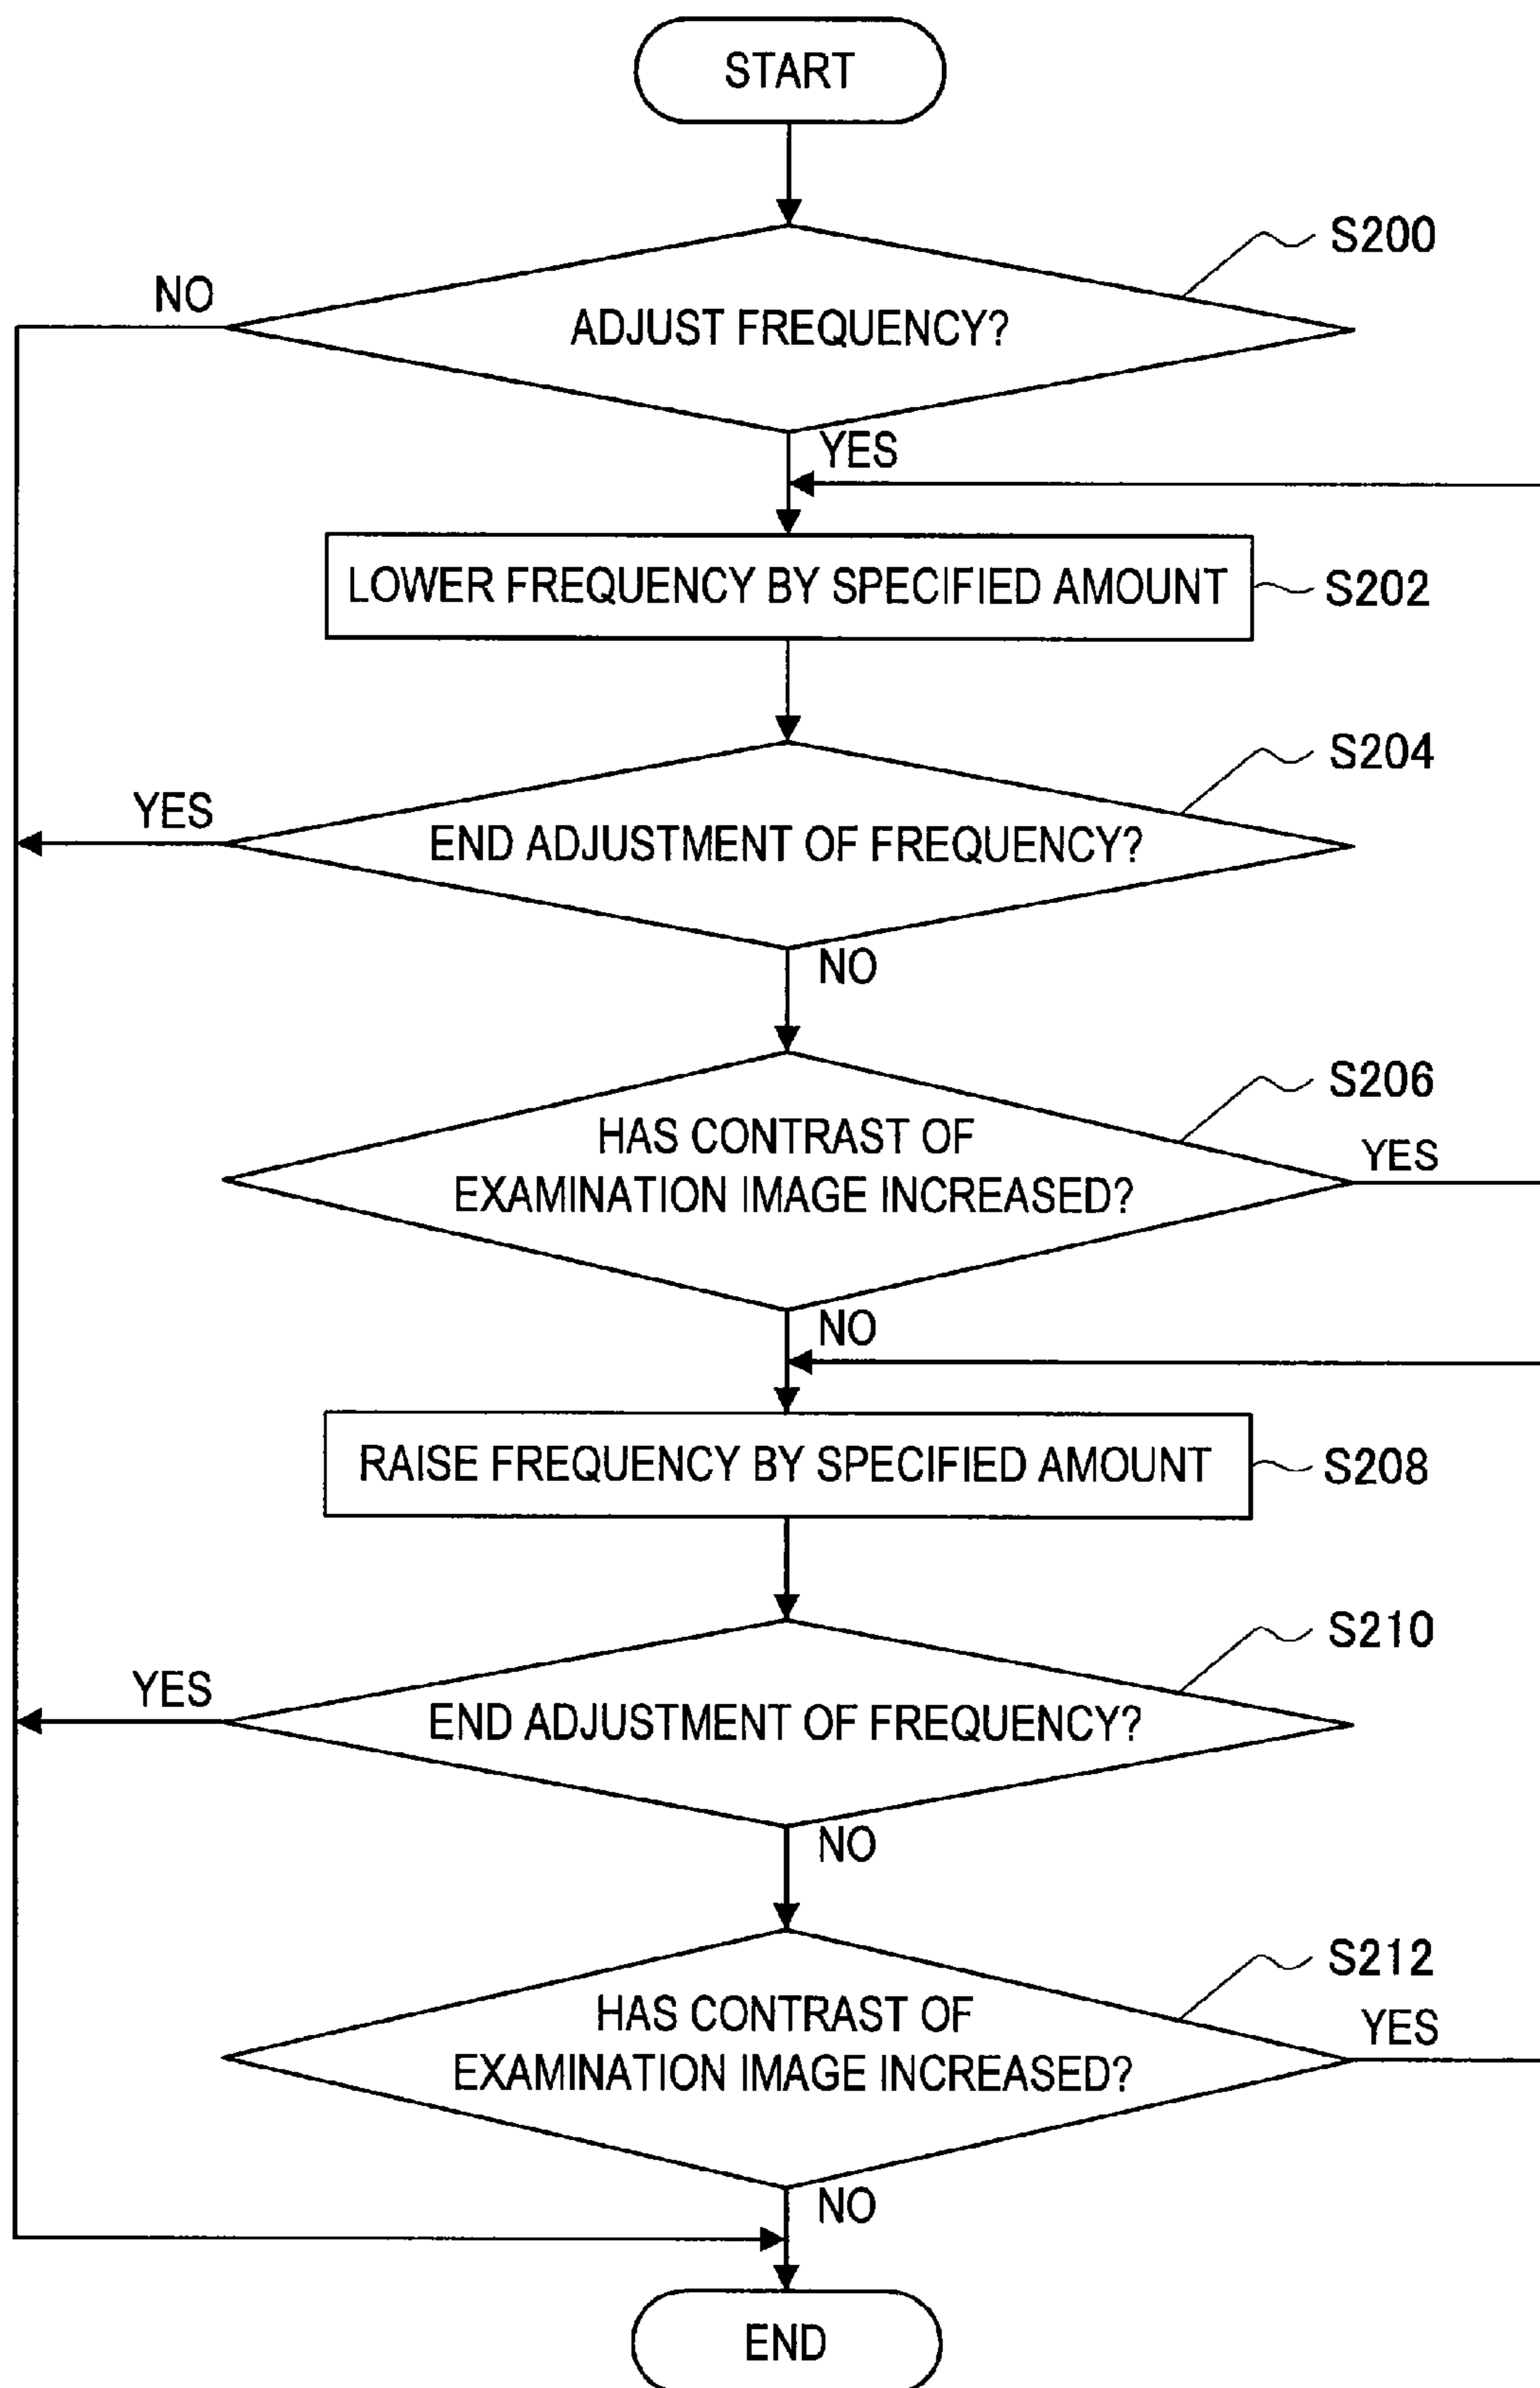 START
S200
NO
ADJUST FREQUENCY?
YES
LOWER FREQUENCY BY SPECIFIED AMOUNT
S202
S204
YES
END ADJUSTMENT OF FREQUENCY?
NO
S206
HAS CONTRAST OF
EXAMINATION IMAGE INCREASED?
YES
NO
RAISE FREQUENCY BY SPECIFIED AMOUNT
S208
S210
YES
END ADJUSTMENT OF FREQUENCY?
NO
S212
HAS CONTRAST OF
EXAMINATION IMAGE INCREASED?
YES
NO
END